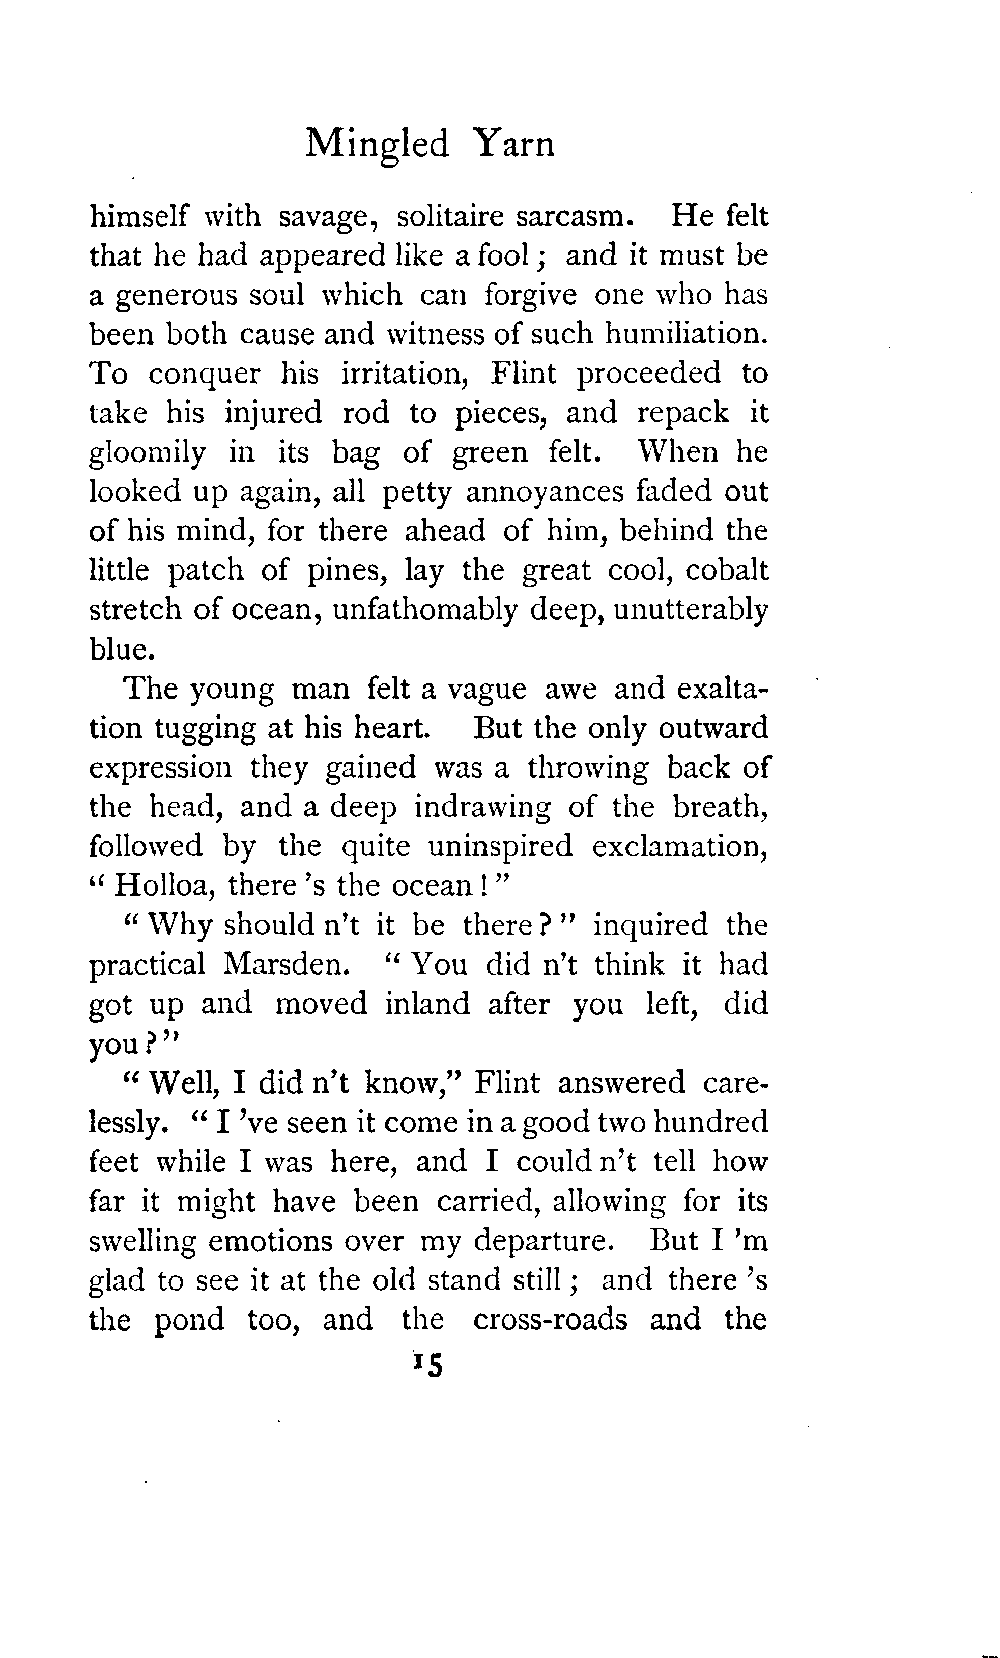 Mingled Yarn
himself with savage, solitaire sarcasm. He felt
that he had appeared like a fool ; and it must be
a generous soul which can forgive one who has
been both cause and witness of such humiliation.
To conquer his irritation, Flint proceeded to
take his injured rod to pieces, and repack it
gloomily in its bag of green felt. When he
looked up again, all petty annoyances faded out
of his mind, for there ahead of him, behind the
little patch of pines, lay the great cool, cobalt
stretch of ocean, unfathomably deep, unutterably
blue.
The young man felt a vague awe and exalta-
tion tugging at his heart. But the only outward
expression they gained was a throwing back of
the head, and a deep indrawing of the breath,
followed by the quite uninspired exclamation,
“ Holloa, there 's the ocean ! ”
“ Why should n't it be there ? ” inquired the
practical Marsden. “ You did n't think it had
got up and moved inland after you left, did
you ? ”
“ Well, I did n't know,” Flint answered care-
lessly. “ I 've seen it come in a good two hundred
feet while I was here, and I could n't tell how
far it might have been carried, allowing for its
swelling emotions over my departure. But I 'm
glad to see it at the old stand still ; and there 's
the pond too, and the cross-roads and the
15